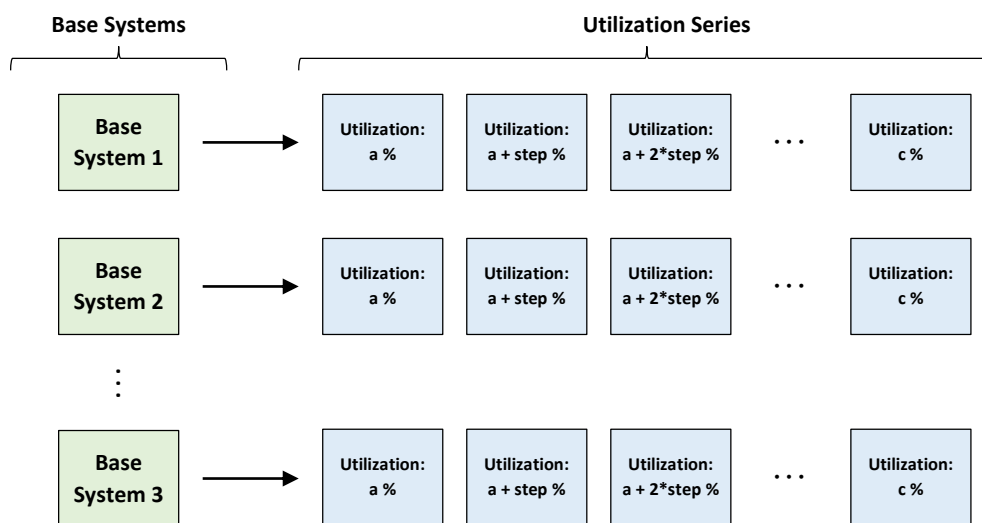 Base Systems
Utilization Series
Base
System 1
Utilization:
a %
Utilization:
a + step %
Utilization:
a + 2*step %
...
Utilization:
c %
Base
System 2
Utilization:
a %
Utilization:
a + step %
Utilization:
a + 2*step %
...
Utilization:
c %
...
Base
System 3
Utilization:
a %
Utilization:
a + step %
Utilization:
a + 2*step %
...
Utilization:
c %